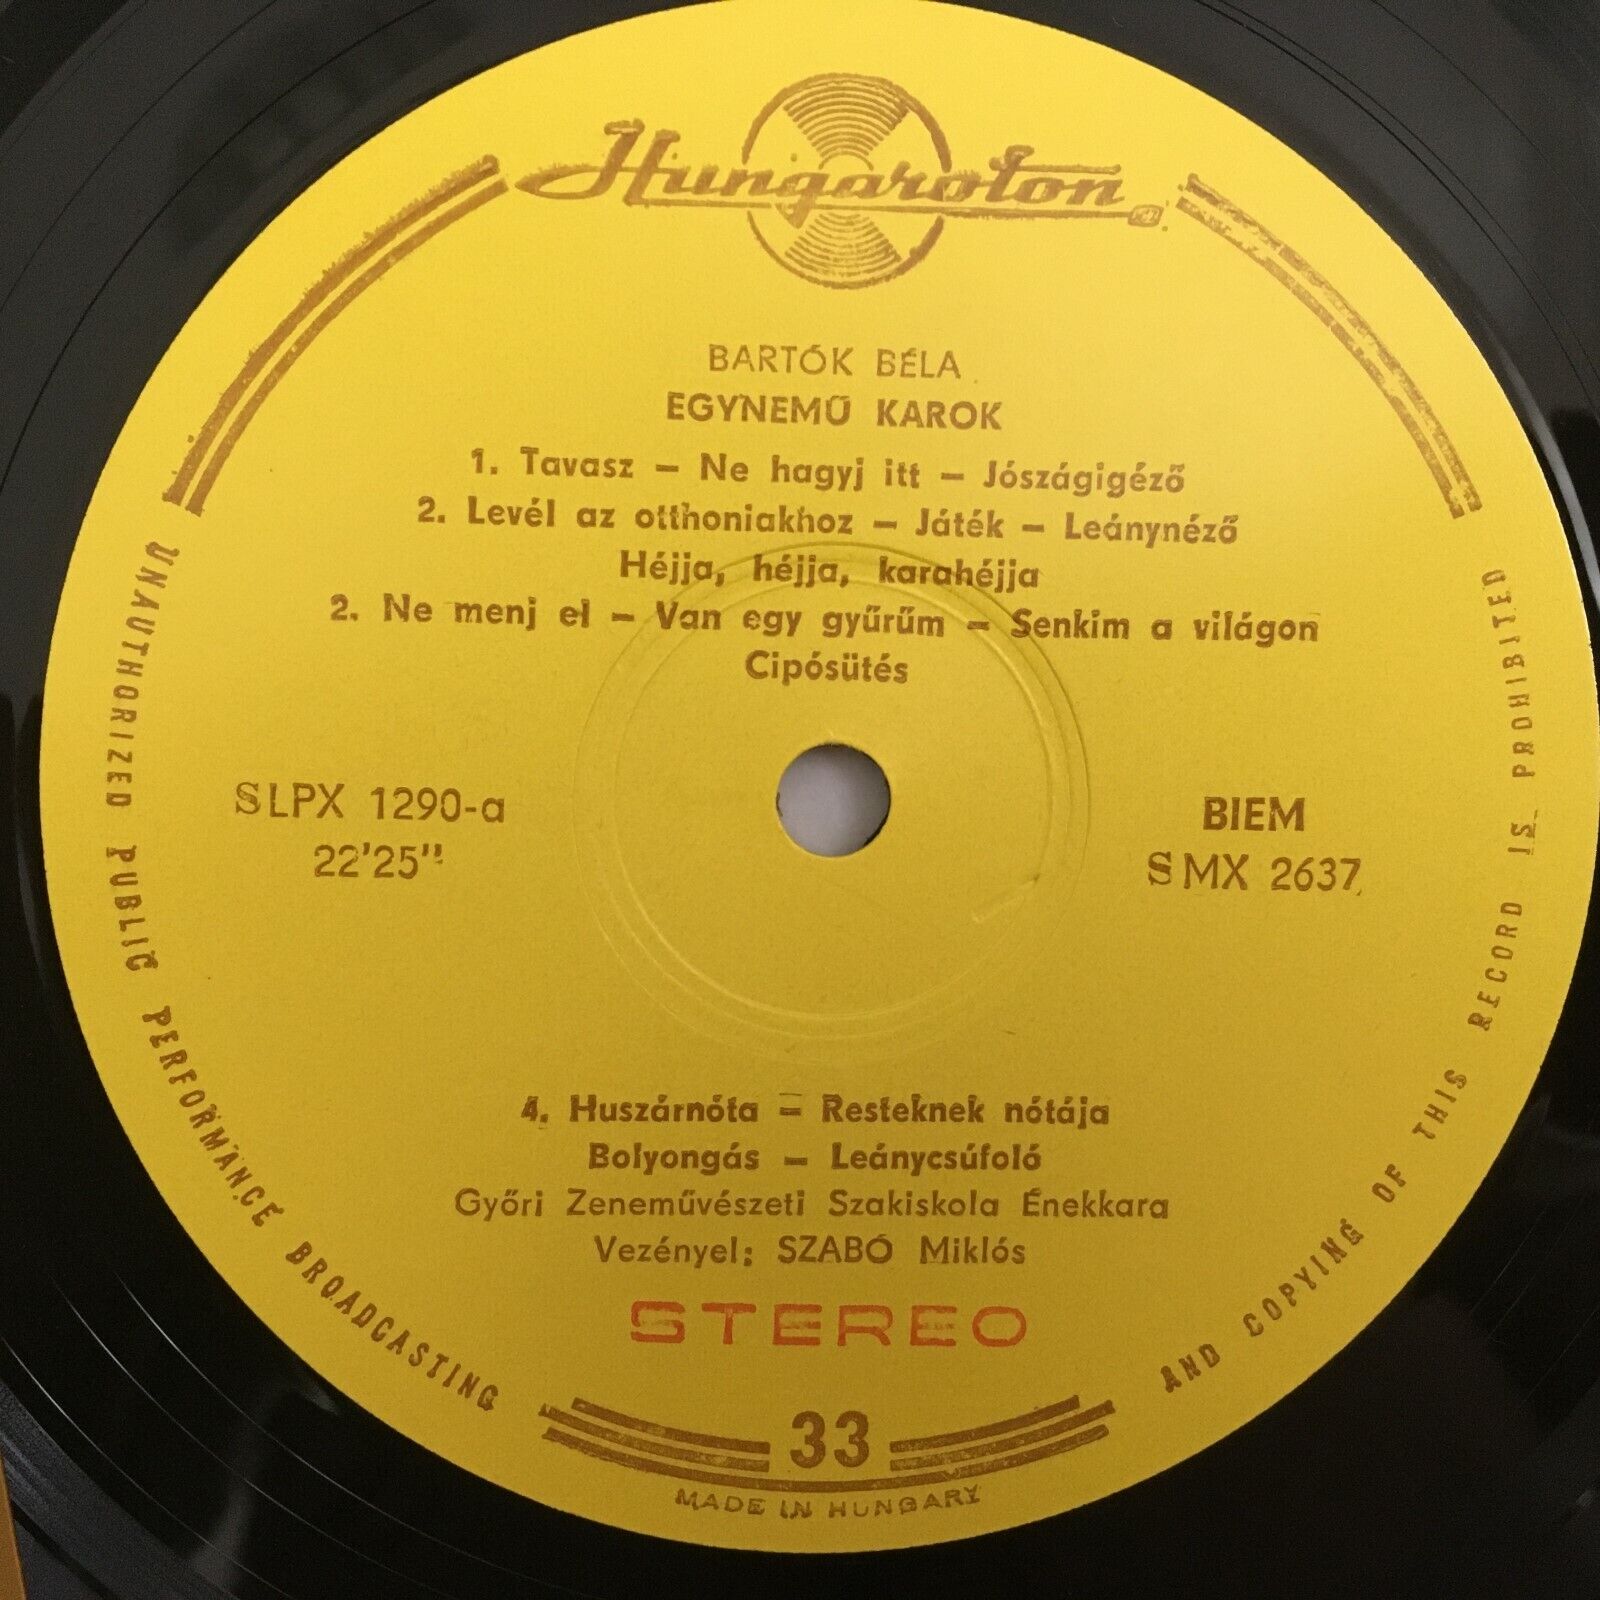 Hungaroton
BARTÓK BÉLA
EGYNEMŰ KAROK
1. Tavasz – Ne hagyj itt – Jószágigéző
2. Levél az otthoniakhoz – Játék – Leánynéző
Héjja, héjja, karahéjja
2. Ne menj el – Van egy gyűrűm – Senkim a világon
Cipósütés
SLPX 1290-a
22'25"
BIEM
SMX 2637
4. Huszárnóta – Resteknek nótája
Bolyongás – Leánycsúfoló
Győri Zeneművészeti Szakiskola Énekkara
Vezényel: SZABÓ Miklós
STEREO
33
MADE IN HUNGARY
UNAUTHORIZED PUBLIC PERFORMANCE BROADCASTING AND COPYING OF THIS RECORD IS PROHIBITED